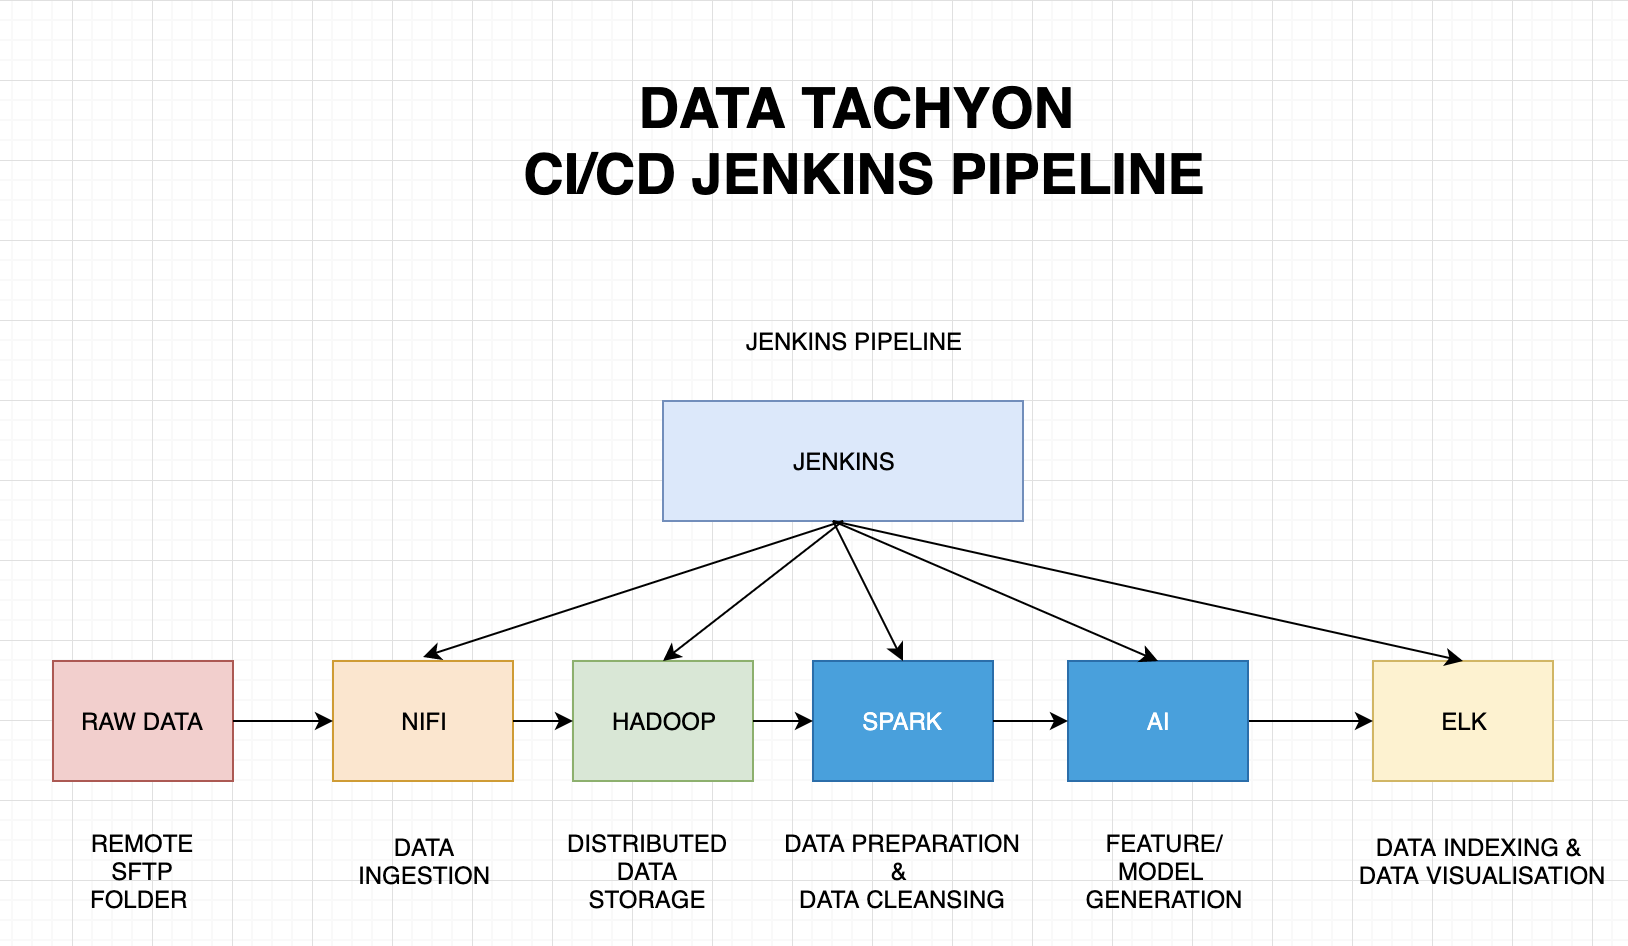 DATA TACHYON
CI/CD JENKINS PIPELINE
JENKINS PIPELINE
JENKINS
RAW DATA
NIFI
HADOOP
SPARK
AI
ELK
REMOTE
SFTP
FOLDER
DATA
INGESTION
DISTRIBUTED
DATA
STORAGE
DATA PREPARATION
&
DATA CLEANSING
FEATURE/
MODEL
GENERATION
DATA INDEXING &
DATA VISUALISATION